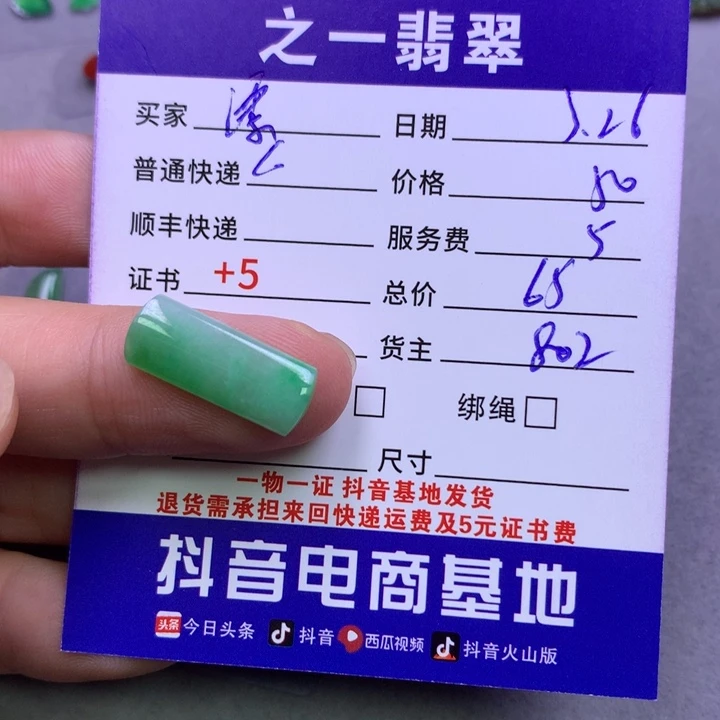 之一翡翠
买家 日期 5.26
普通快递 价格 50
顺丰快递 服务费 5
证书 +5 总价 65
货主 802
绑绳
尺寸
一物一证 抖音基地发货
退货需承担来回快递运费及5元证书费
抖音电商基地
头条 今日头条 抖音 西瓜视频 抖音火山版